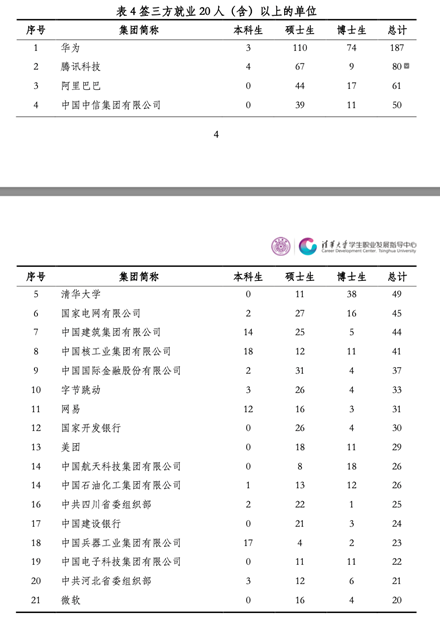 表 4 签三方就业 20 人（含）以上的单位
序号 集团简称 本科生 硕士生 博士生 总计
1 华为 3 110 74 187
2 腾讯科技 4 67 9 80
3 阿里巴巴 0 44 17 61
4 中国中信集团有限公司 0 39 11 50
4
清华大学学生职业发展指导中心
Career Development Center, Tsinghua University
序号 集团简称 本科生 硕士生 博士生 总计
5 清华大学 0 11 38 49
6 国家电网有限公司 2 27 16 45
7 中国建筑集团有限公司 14 25 5 44
8 中国核工业集团有限公司 18 12 11 41
9 中国国际金融股份有限公司 2 31 4 37
10 字节跳动 3 26 4 33
11 网易 12 16 3 31
12 国家开发银行 0 26 4 30
13 美团 0 18 11 29
14 中国航天科技集团有限公司 0 8 18 26
14 中国石油化工集团有限公司 1 13 12 26
16 中共四川省委组织部 2 22 1 25
17 中国建设银行 0 21 3 24
18 中国兵器工业集团有限公司 17 4 2 23
19 中国电子科技集团有限公司 0 11 11 22
20 中共河北省委组织部 3 12 6 21
21 微软 0 16 4 20